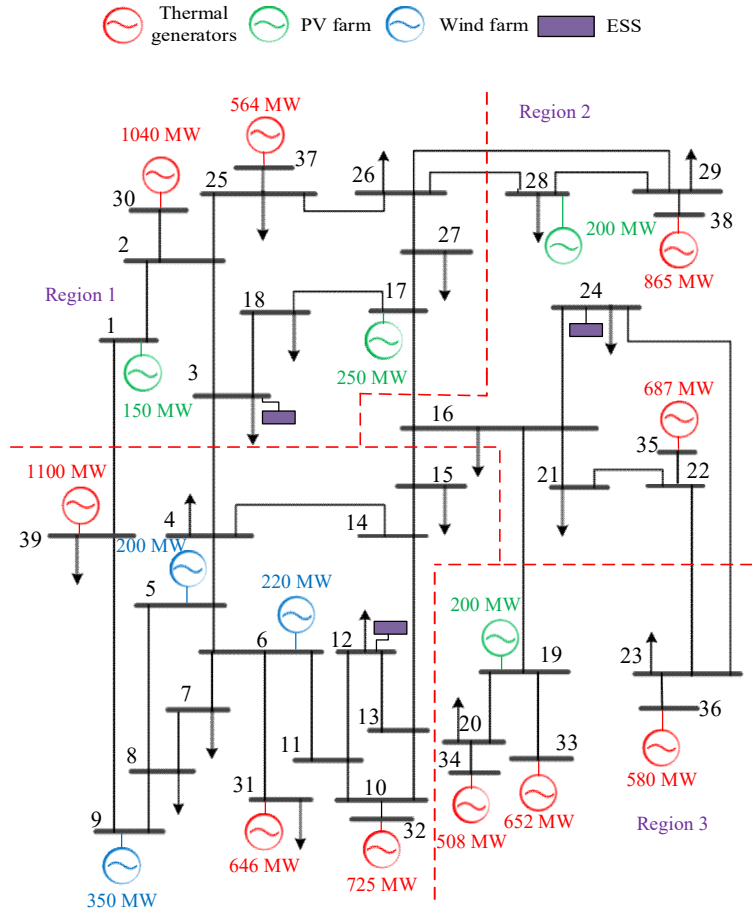 Thermal
generators
PV farm
Wind farm
ESS
564 MW
Region 2
1040 MW
37
25
26
29
28
30
200 MW
38
27
2
865 MW
24
Region 1
18
17
1
3
250 MW
687 MW
150 MW
16
35
22
1100 MW
15
21
4
14
39
200 MW
5
220 MW
200 MW
6
12
19
23
7
13
20
36
11
33
34
8
31
10
580 MW
9
32
652 MW
508 MW
Region 3
646 MW
725 MW
350 MW